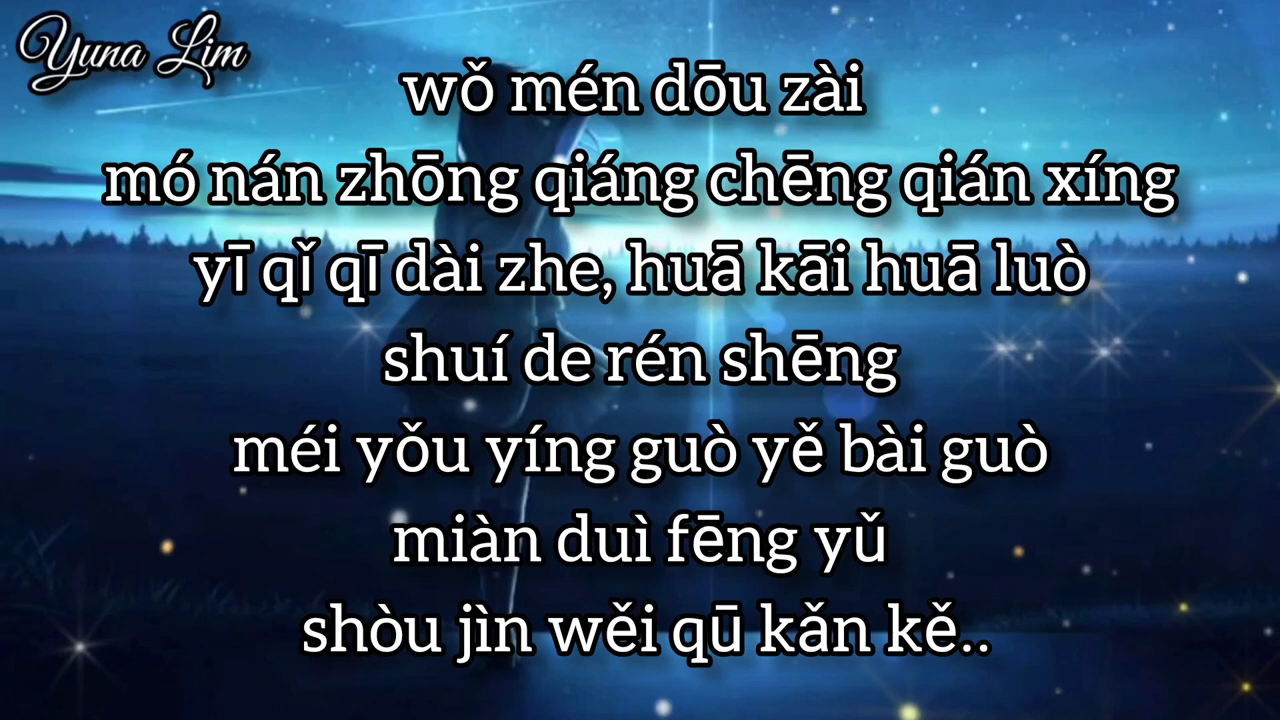 Yuna Lim
wǒ mén dōu zài
mó nán zhōng qiáng chēng qián xíng
yī qǐ qī dài zhe, huā kāi huā luò
shuí de rén shēng
méi yǒu yíng guò yě bài guò
miàn duì fēng yǔ
shòu jìn wěi qū kǎn kě..